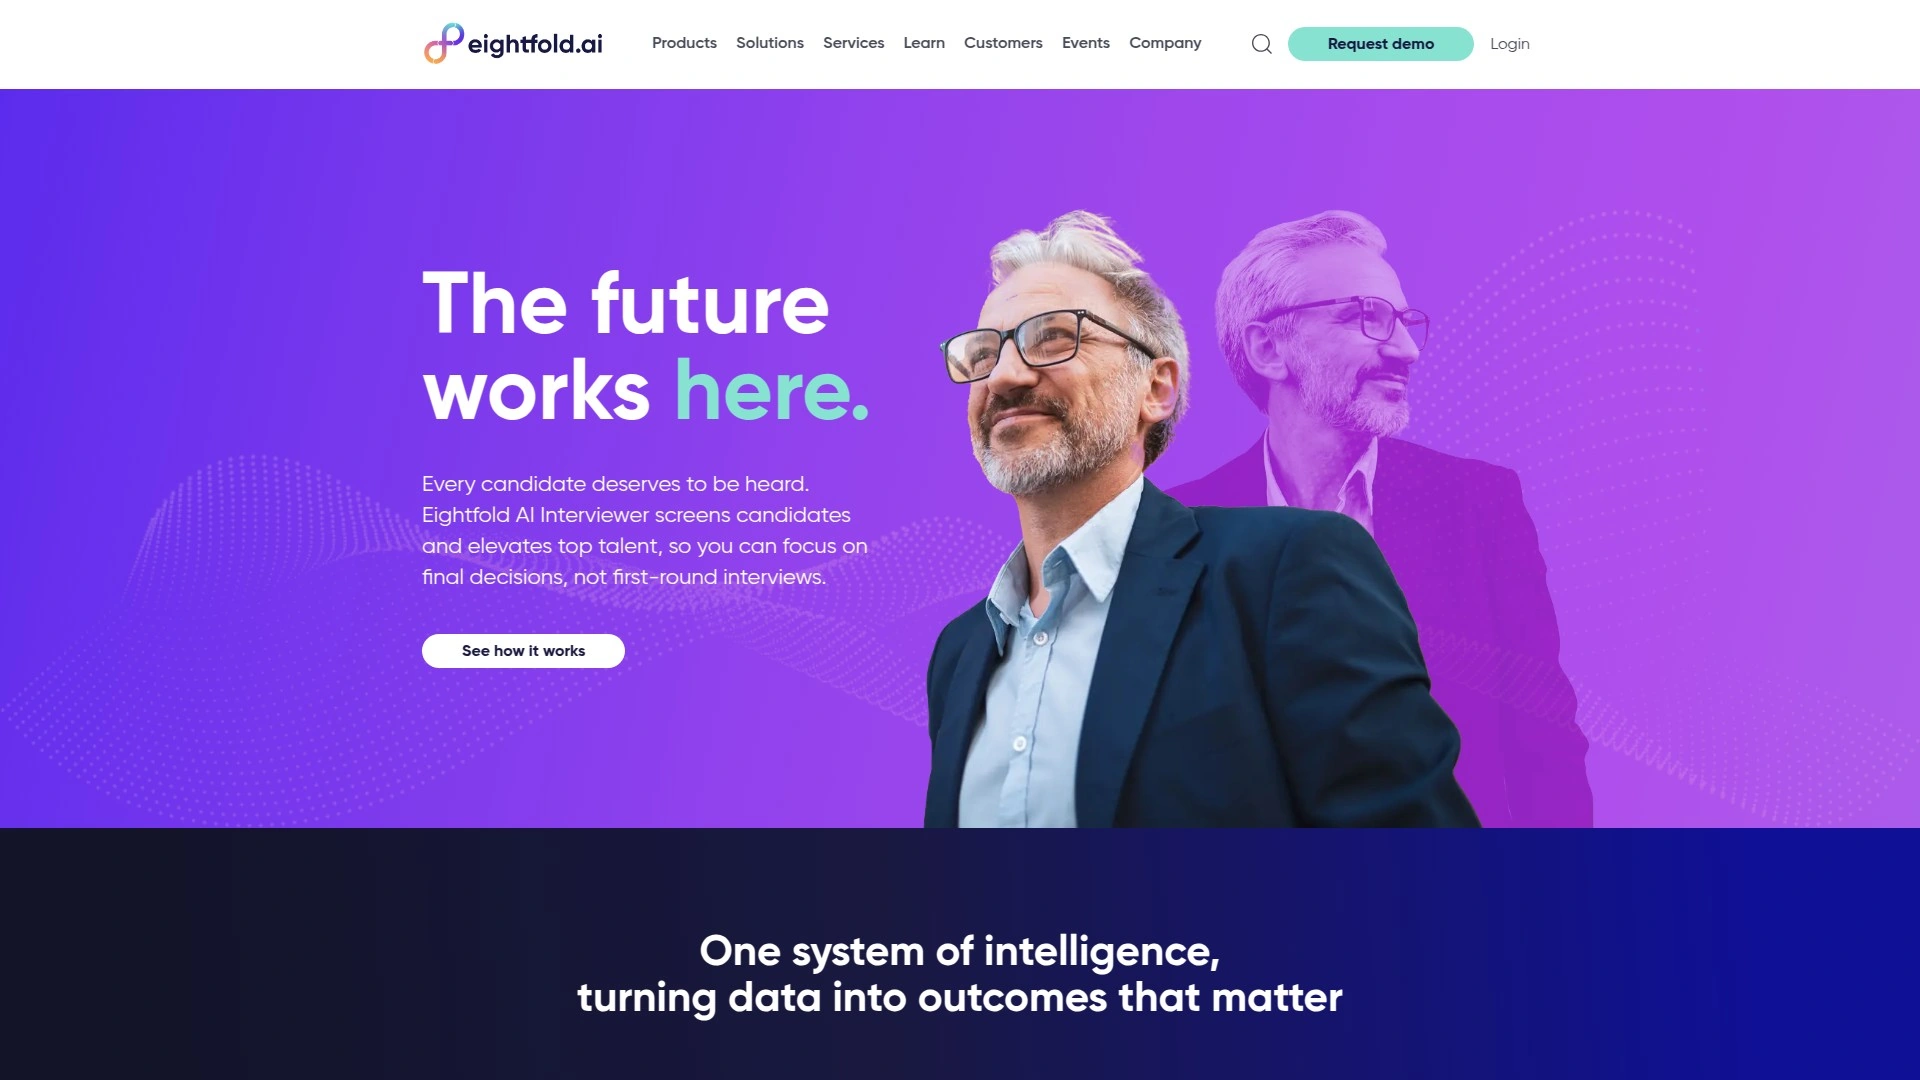 eightfold.ai
Products Solutions Services Learn Customers Events Company Request demo Login
The future
works here.
Every candidate deserves to be heard.
Eightfold AI Interviewer screens candidates
and elevates top talent, so you can focus on
final decisions, not first-round interviews.
See how it works
One system of intelligence,
turning data into outcomes that matter